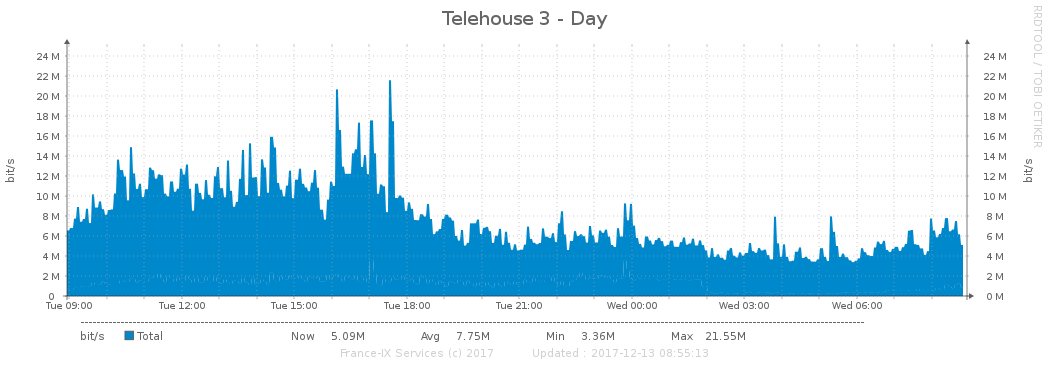 Telehouse 3 - Day
RRDTOOL / TOBI OETIKER
24 M 24 M
22 M 22 M
20 M 20 M
18 M 18 M
16 M 16 M
14 M 14 M
bit/s bit/s
12 M 12 M
10 M 10 M
8 M 8 M
6 M 6 M
4 M 4 M
2 M 2 M
0 0 M
Tue 09:00 Tue 12:00 Tue 15:00 Tue 18:00 Tue 21:00 Wed 00:00 Wed 03:00 Wed 06:00
bit/s Total Now 5.09M Avg 7.75M Min 3.36M Max 21.55M
France-IX Services (c) 2017 Updated : 2017-12-13 08:55:13